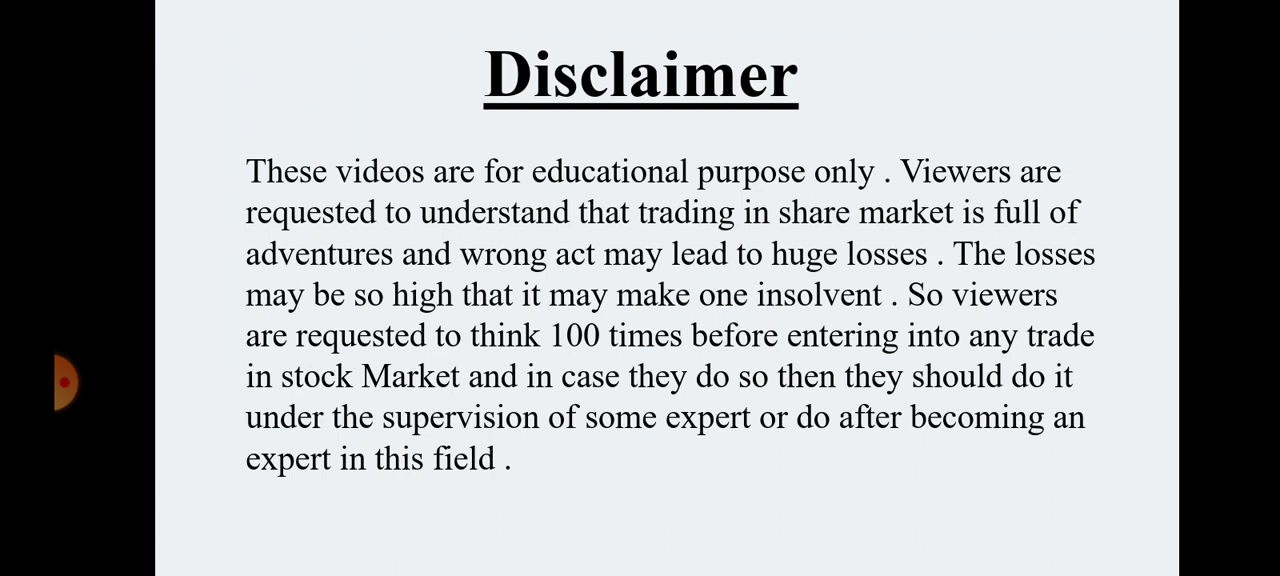 Disclaimer
These videos are for educational purpose only . Viewers are
requested to understand that trading in share market is full of
adventures and wrong act may lead to huge losses . The losses
may be so high that it may make one insolvent . So viewers
are requested to think 100 times before entering into any trade
in stock Market and in case they do so then they should do it
under the supervision of some expert or do after becoming an
expert in this field .